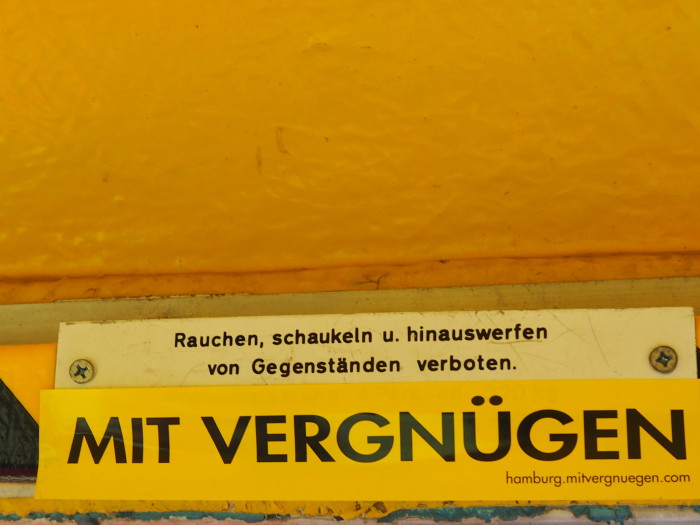 Rauchen, schaukeln u. hinauswerfen
von Gegenständen verboten.
MIT VERGNÜGEN
hamburg.mitvergnuegen.com